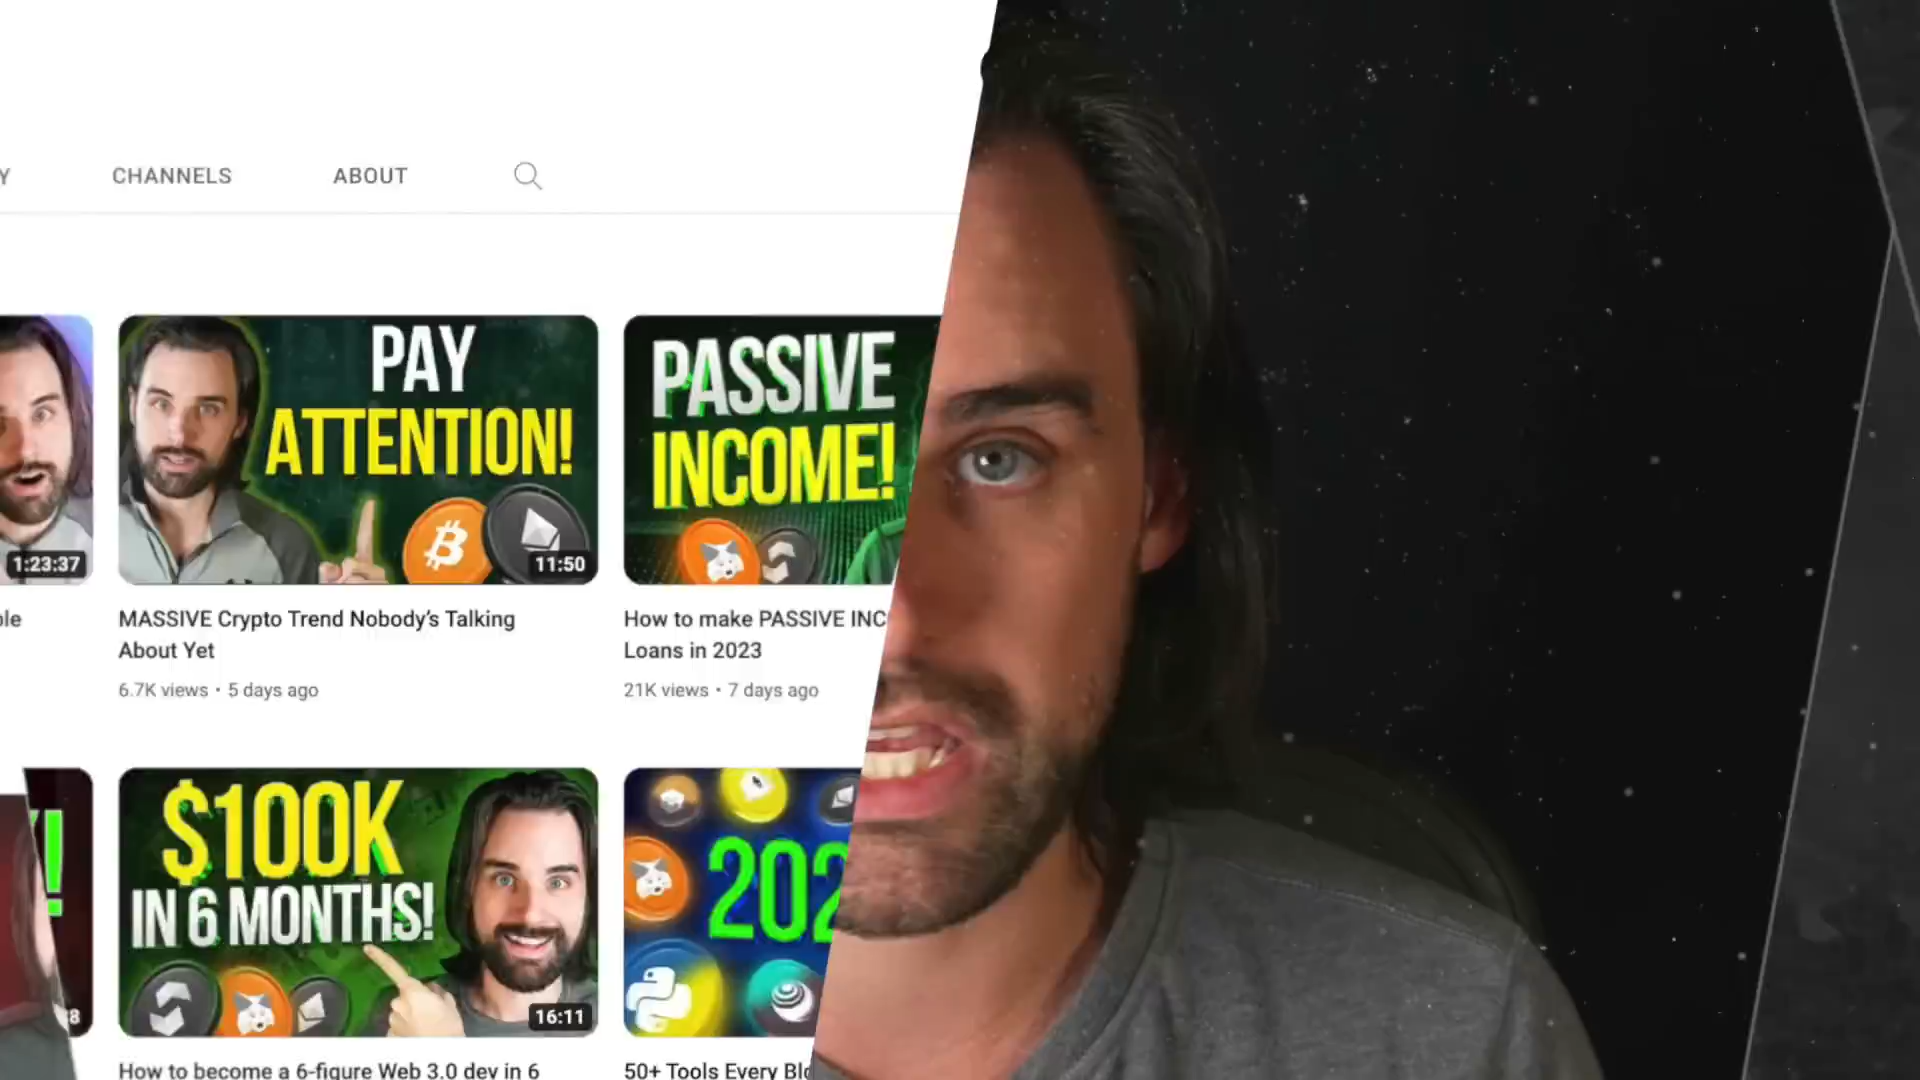 Y
CHANNELS
ABOUT
1:23:37
PAY
ATTENTION!
11:50
PASSIVE
INCOME!
MASSIVE Crypto Trend Nobody's Talking
About Yet
6.7K views • 5 days ago
How to make PASSIVE INC
Loans in 2023
21K views • 7 days ago
!
8
$100K
IN 6 MONTHS!
16:11
202
How to become a 6-figure Web 3.0 dev in 6
50+ Tools Every Blo